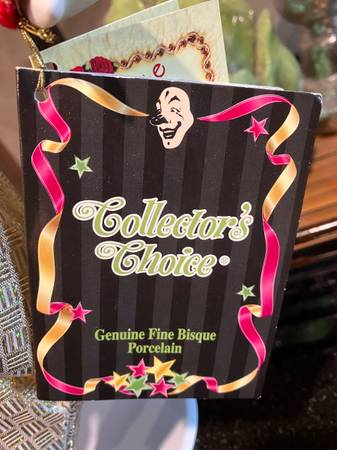 Collector's
Choice®
Genuine Fine Bisque
Porcelain